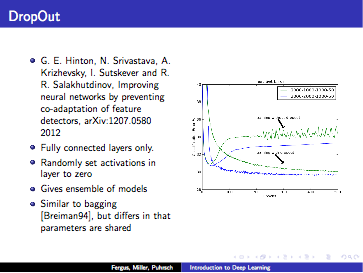 DropOut
G. E. Hinton, N. Srivastava, A.
Krizhevsky, I. Sutskever and R.
R. Salakhutdinov, Improving
neural networks by preventing
co-adaptation of feature
detectors, arXiv:1207.0580
2012
Fully connected layers only.
Randomly set activations in
layer to zero
Gives ensemble of models
Similar to bagging
[Breiman94], but differs in that
parameters are shared
Fergus, Miller, Puhrsch
Introduction to Deep Learning